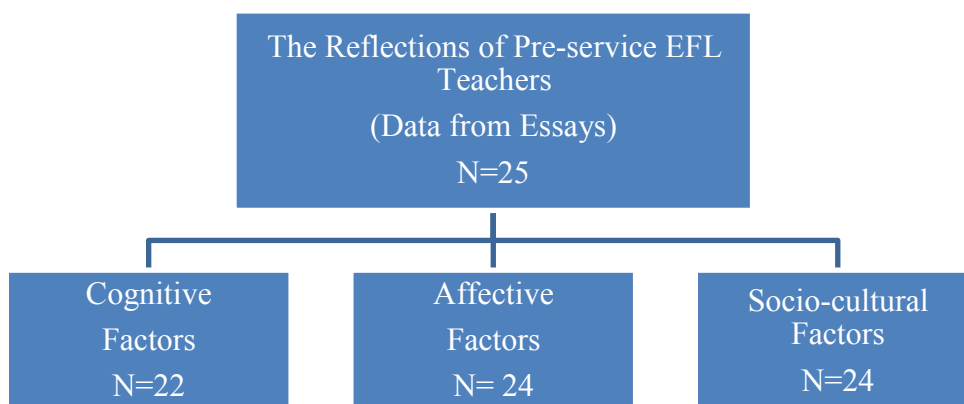 The Reflections of Pre-service EFL
Teachers
(Data from Essays)
N=25
Cognitive
Factors
N=22
Affective
Factors
N= 24
Socio-cultural
Factors
N=24